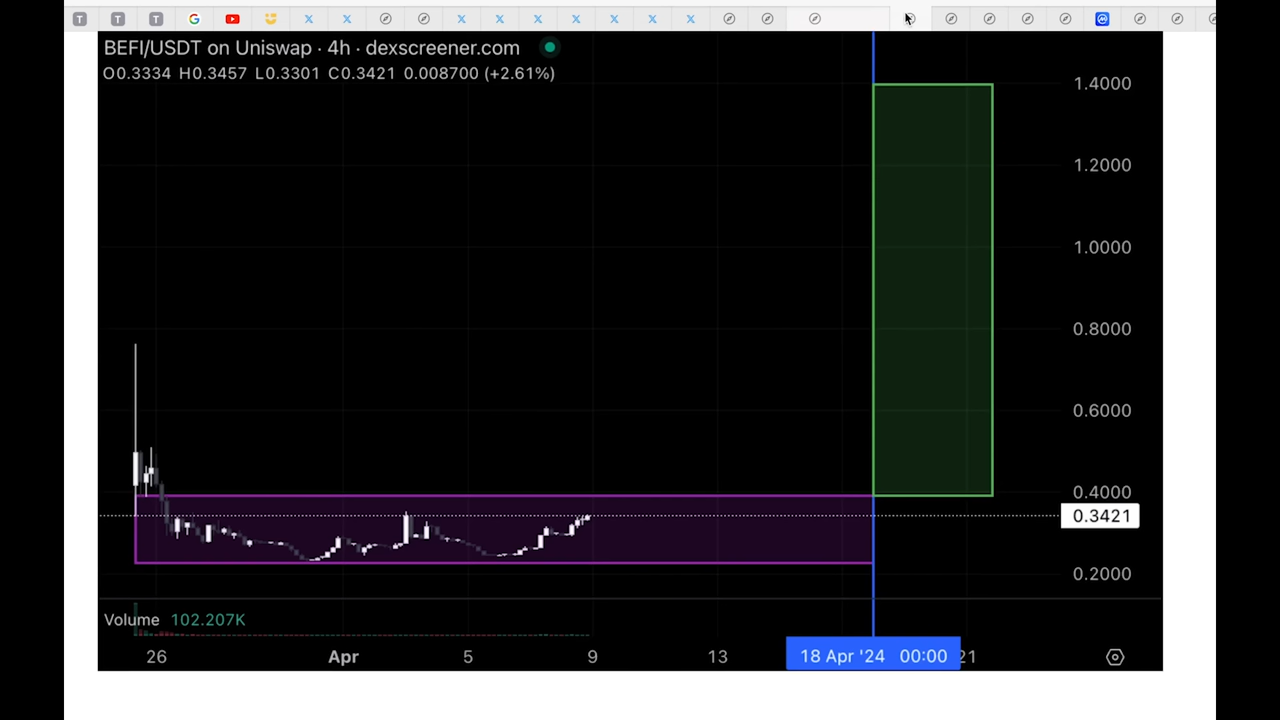 BEFI/USDT on Uniswap · 4h · dexscreener.com
O0.3334 H0.3457 L0.3301 C0.3421 0.008700 (+2.61%)
1.4000
1.2000
1.0000
0.8000
0.6000
0.4000
0.3421
0.2000
Volume 102.207K
26 Apr 5 9 13 18 Apr '24 00:00 21